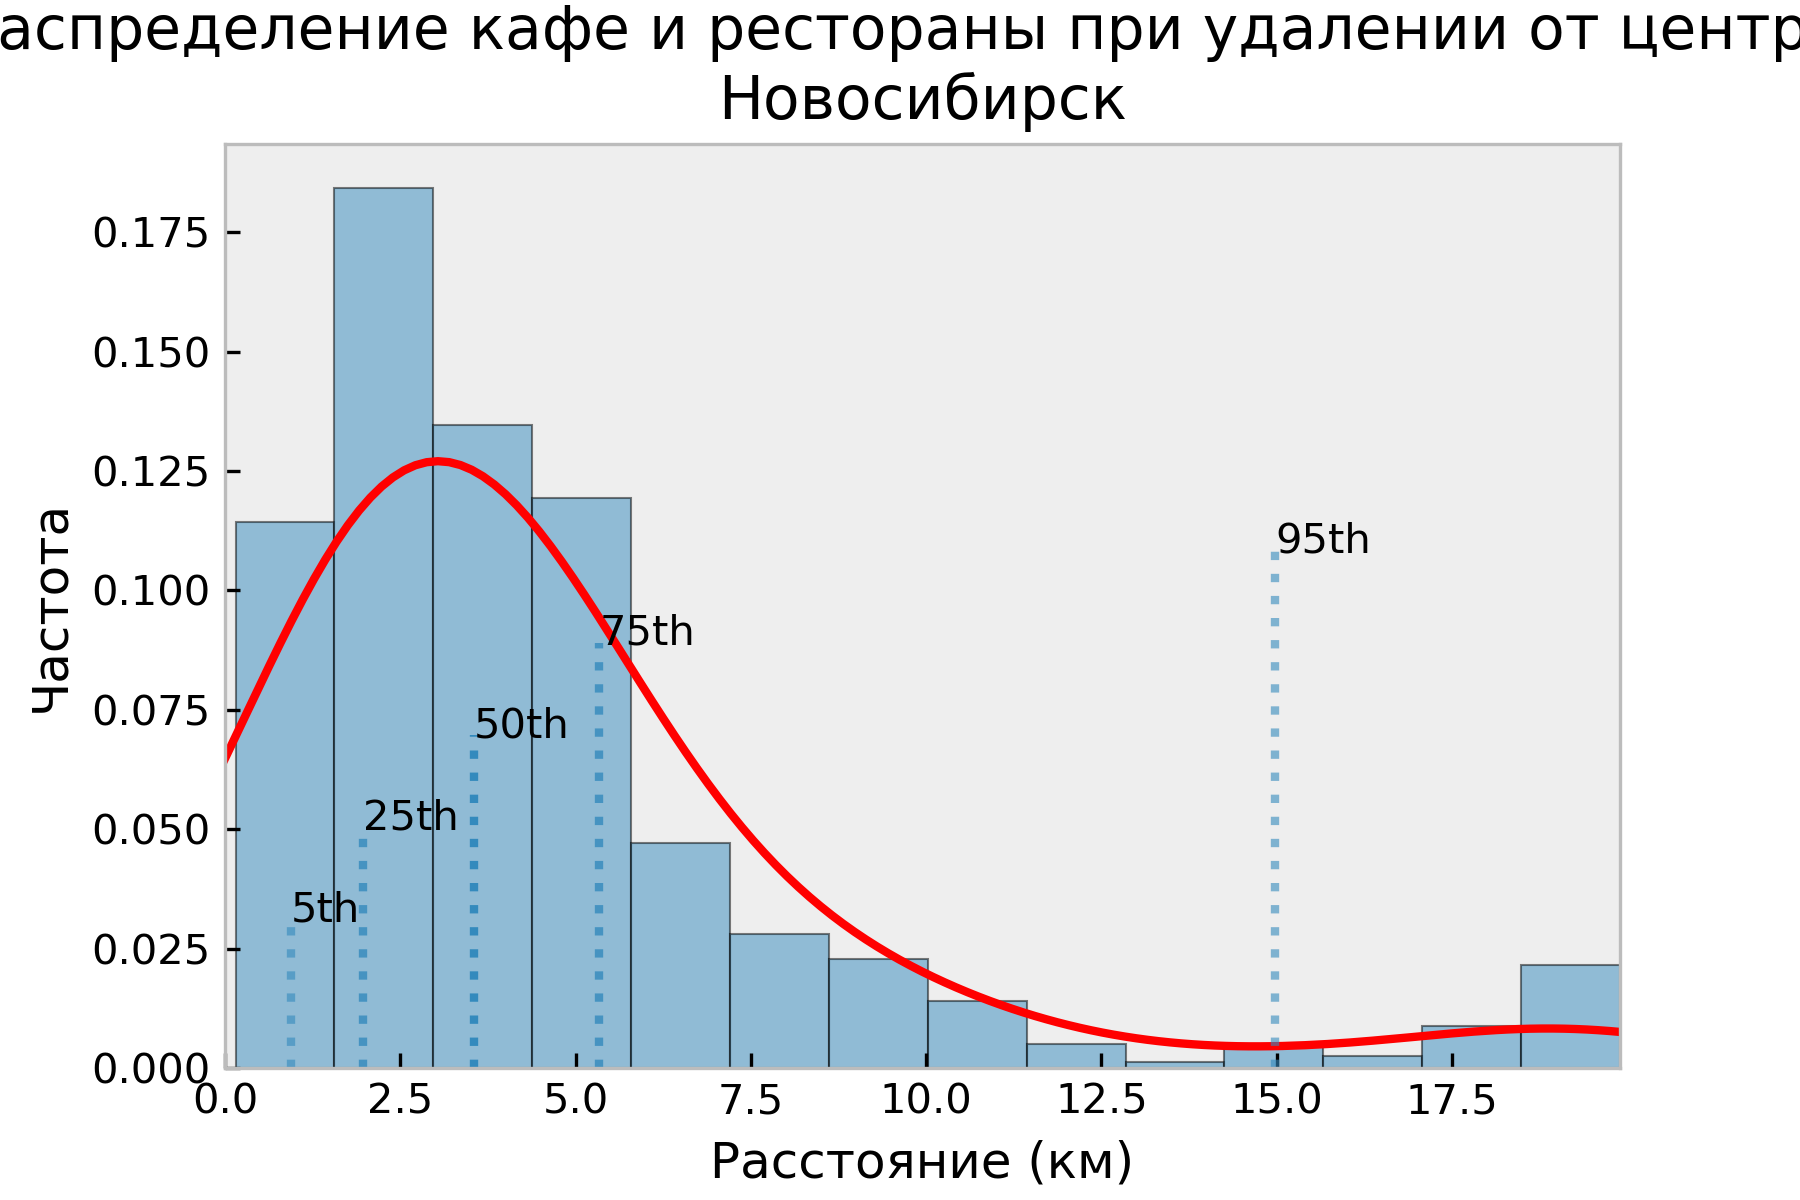 аспределение кафе и рестораны при удалении от центр
Новосибирск
Частота
0.175
0.150
0.125
0.100
0.075
0.050
0.025
0.000
95th
75th
50th
25th
5th
0.0 2.5 5.0 7.5 10.0 12.5 15.0 17.5
Расстояние (км)